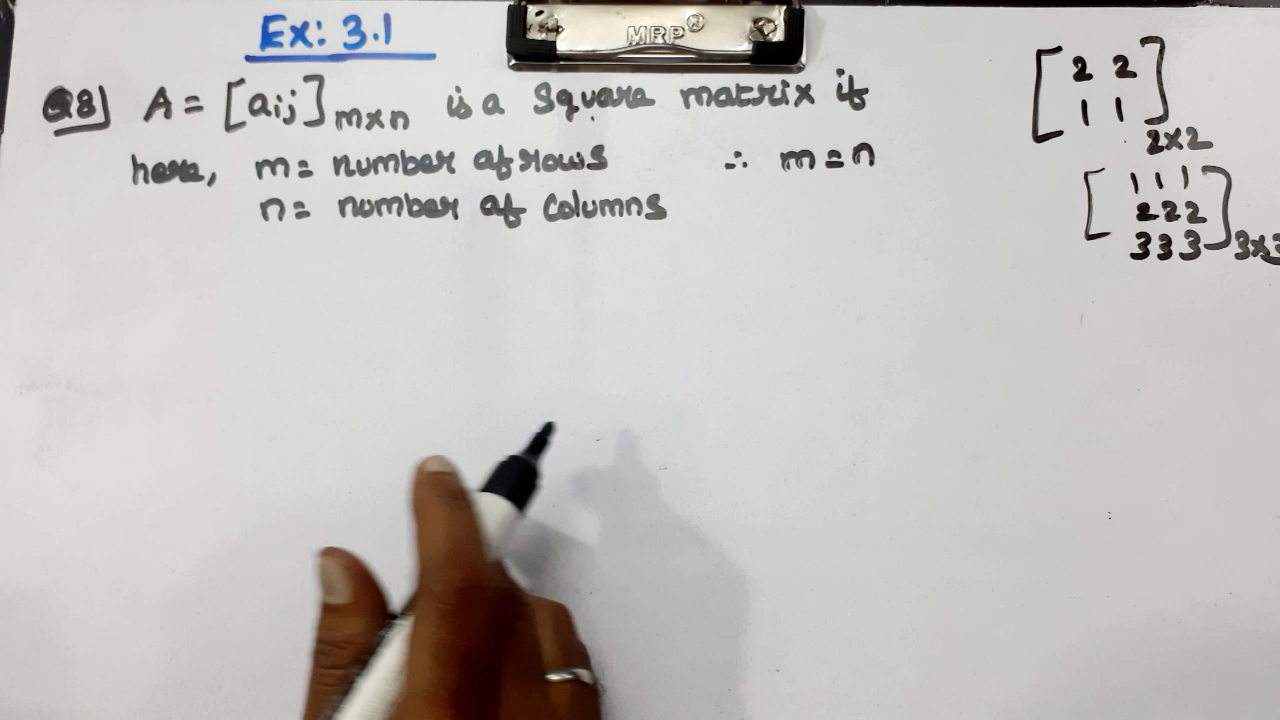 Ex: 3.1
MRP®
Q8] A = [aij]m×n is a square matrix if
here, m = number of rows ∴ m = n
n = number of columns
[2 2
1 1]2×2
[1 1 1
2 2 2
3 3 3]3×3